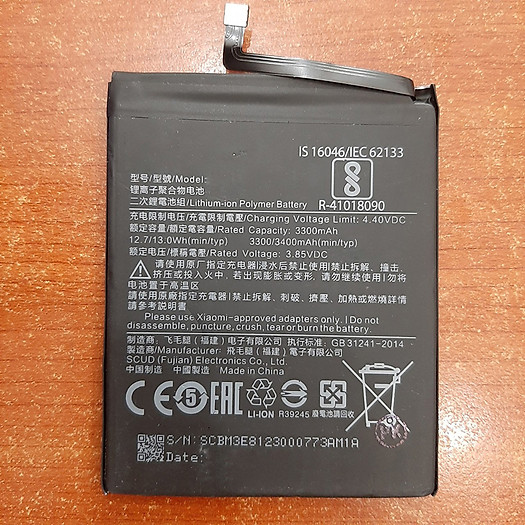 IS 16046/IEC 62133
R-41018090
型号/型號/Model:
锂离子聚合物电池
二次鋰電池組/Lithium-ion Polymer Battery
充电限制电压/充電限制電壓/Charging Voltage Limit: 4.40VDC
额定容量/額定容量/Rated Capacity: 3300mAh
12.7/13.0Wh(min/typ) 3300/3400mAh(min/typ)
额定电压/標稱電壓/Voltage: 3.85VDC
请使用原厂指定充电器!浸水后禁止使用!禁止拆解、撞击、
挤压或投入火中!若出现膨胀了，请勿继续使用!勿将
电池置于高温区
請使用原廠指定充電器!禁止拆解、刺破、擠壓、加熱或燃燒詳情
Please use Xiaomi-approved adapters only. I Do not
disassemble, puncture, crush, tear or burn the battery.
制造商：飞毛腿（福建）电子有限公司 执行标准：GB 31241-2014
製造商/Manufacturer: 飛毛腿（福建）電子有限公司
SCUD (Fujian) Electronics Co., Ltd.
中国制造 中國製造 Made in China
CE 5 EAC
LI-ION R39245 廢電池請回收
S/N: SCBM3E8123000773AM1A
Date: